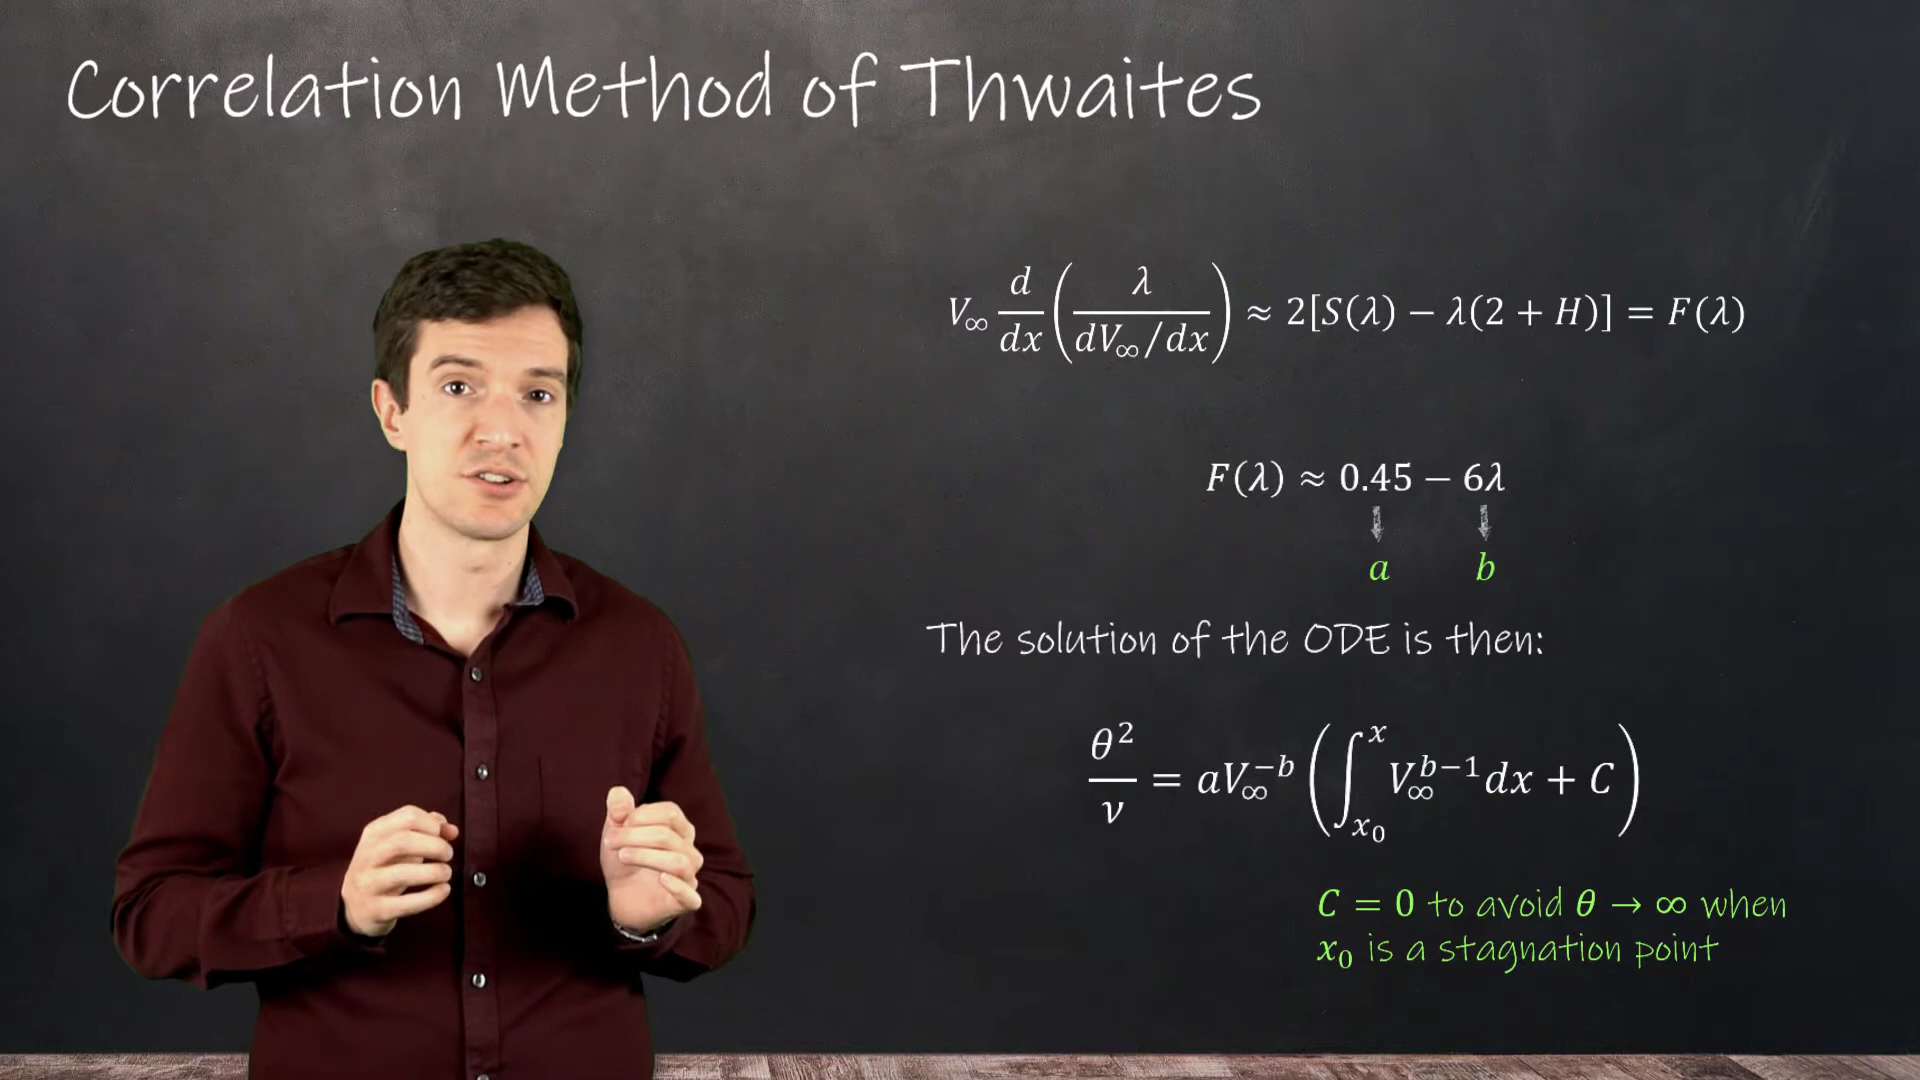 Correlation Method of Thwaites
V∞ d/dx (λ / (dV∞/dx)) ≈ 2[S(λ) − λ(2 + H)] = F(λ)
F(λ) ≈ 0.45 − 6λ
a b
The solution of the ODE is then:
θ²/ν = aV∞^(−b) (∫_(x₀)^x V∞^(b−1) dx + C)
C = 0 to avoid θ → ∞ when
x₀ is a stagnation point